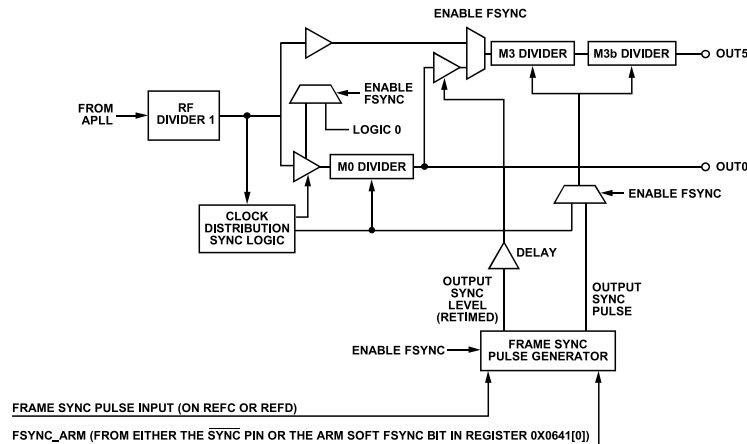 ENABLE FSYNC
M3 DIVIDER
M3b DIVIDER
OUT5
FROM
APLL
RF
DIVIDER 1
ENABLE
FSYNC
LOGIC 0
M0 DIVIDER
OUT0
ENABLE FSYNC
CLOCK
DISTRIBUTION
SYNC LOGIC
DELAY
OUTPUT
SYNC
LEVEL
(RETIMED)
OUTPUT
SYNC
PULSE
ENABLE FSYNC
FRAME SYNC
PULSE GENERATOR
FRAME SYNC PULSE INPUT (ON REFC OR REFD)
FSYNC_ARM (FROM EITHER THE SYNC PIN OR THE ARM SOFT FSYNC BIT IN REGISTER 0X0641[0])